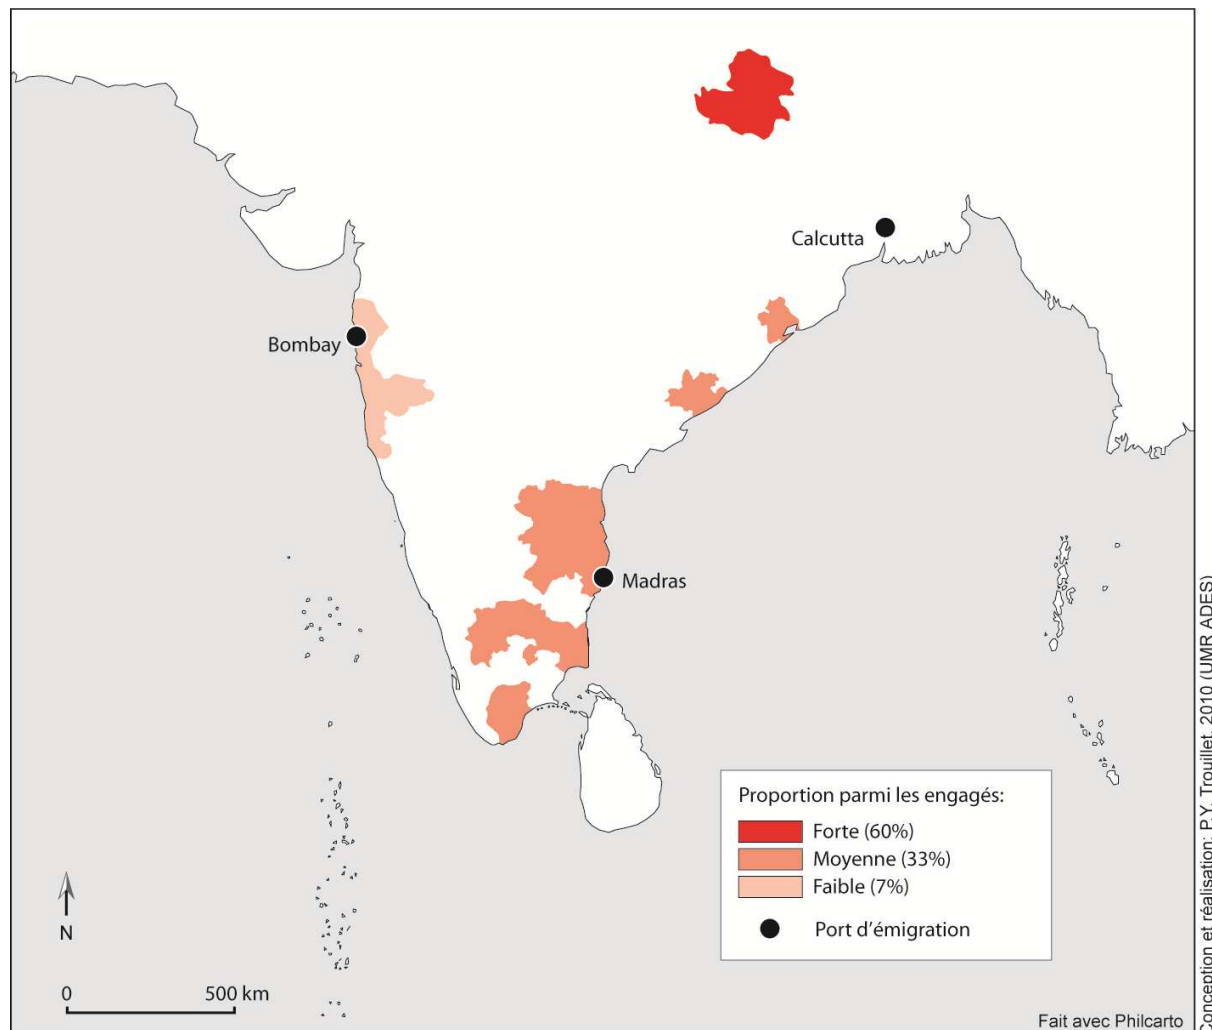 Calcutta
Bombay
Madras
Proportion parmi les engagés:
Forte (60%)
Moyenne (33%)
Faible (7%)
Port d’émigration
N
0 500 km
Fait avec Philcarto
Conception et réalisation: P.Y. Trouillet, 2010 (UMR ADES)